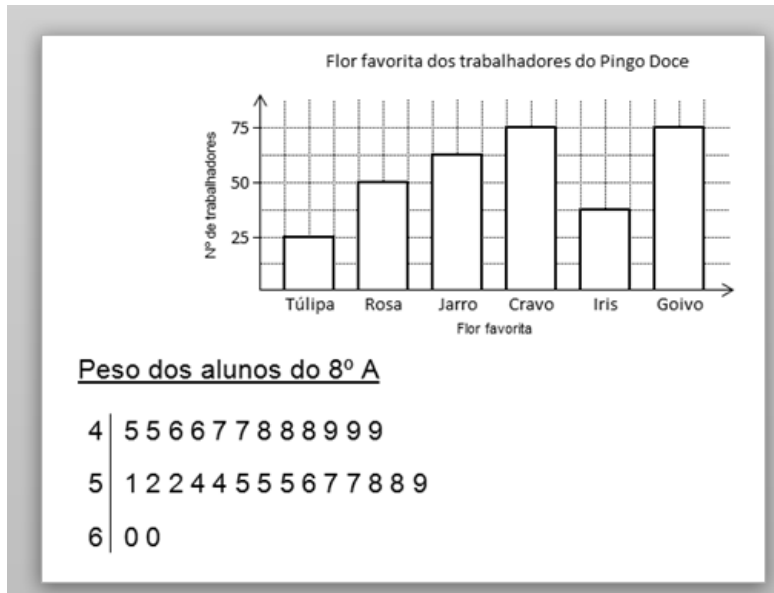 Flor favorita dos trabalhadores do Pingo Doce
Nº de trabalhadores
75
50
25
Túlipa Rosa Jarro Cravo Iris Goivo
Flor favorita
Peso dos alunos do 8º A
4 5 5 6 6 7 7 8 8 8 9 9 9
5 1 2 2 4 4 5 5 5 6 7 7 8 8 9
6 0 0